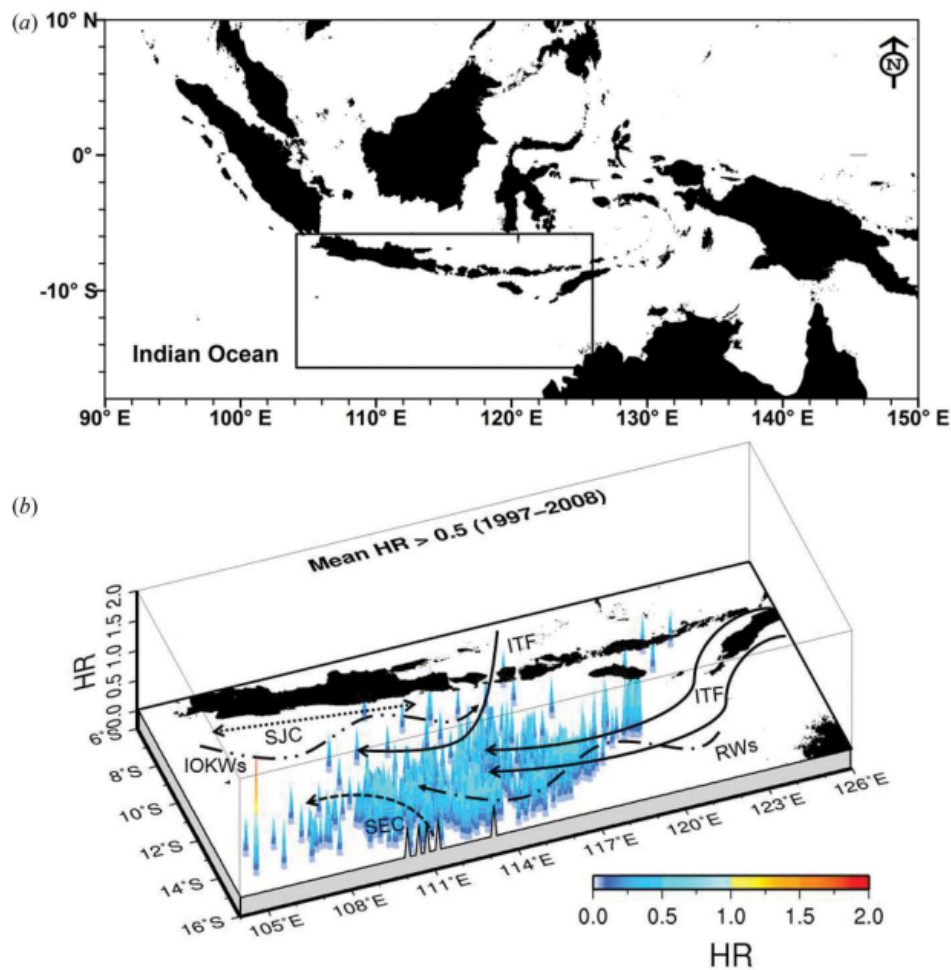 (a)
10° N
5°
0°
-10° S
N
Indian Ocean
90° E
100° E
110° E
120° E
130° E
140° E
150° E
(b)
Mean HR > 0.5 (1997–2008)
HR
2.0
1.5
1.0
0.5
0.0
ITF
ITF
SJC
IOKWs
RWs
SEC
6°S
8°S
10°S
12°S
14°S
16°S
105°E
108°E
111°E
114°E
117°E
120°E
123°E
126°E
0.0 0.5 1.0 1.5 2.0
HR